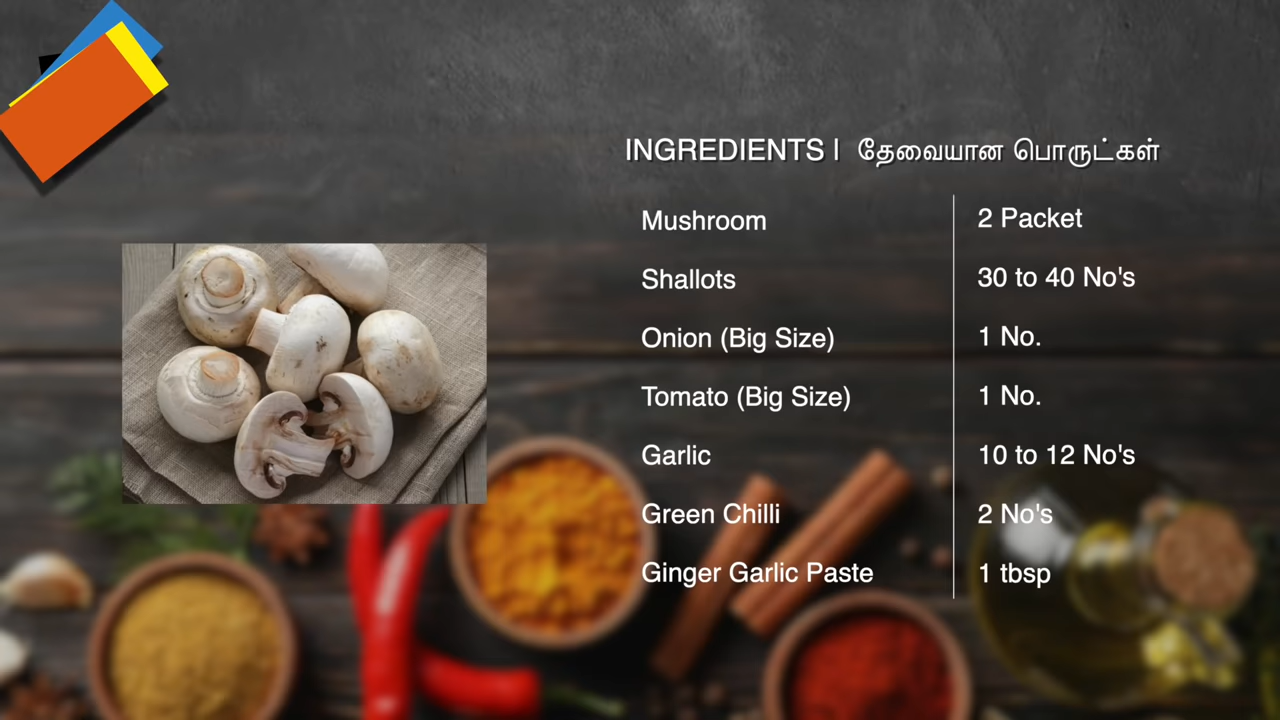 INGREDIENTS | தேவையான பொருட்கள்
Mushroom 2 Packet
Shallots 30 to 40 No's
Onion (Big Size) 1 No.
Tomato (Big Size) 1 No.
Garlic 10 to 12 No's
Green Chilli 2 No's
Ginger Garlic Paste 1 tbsp